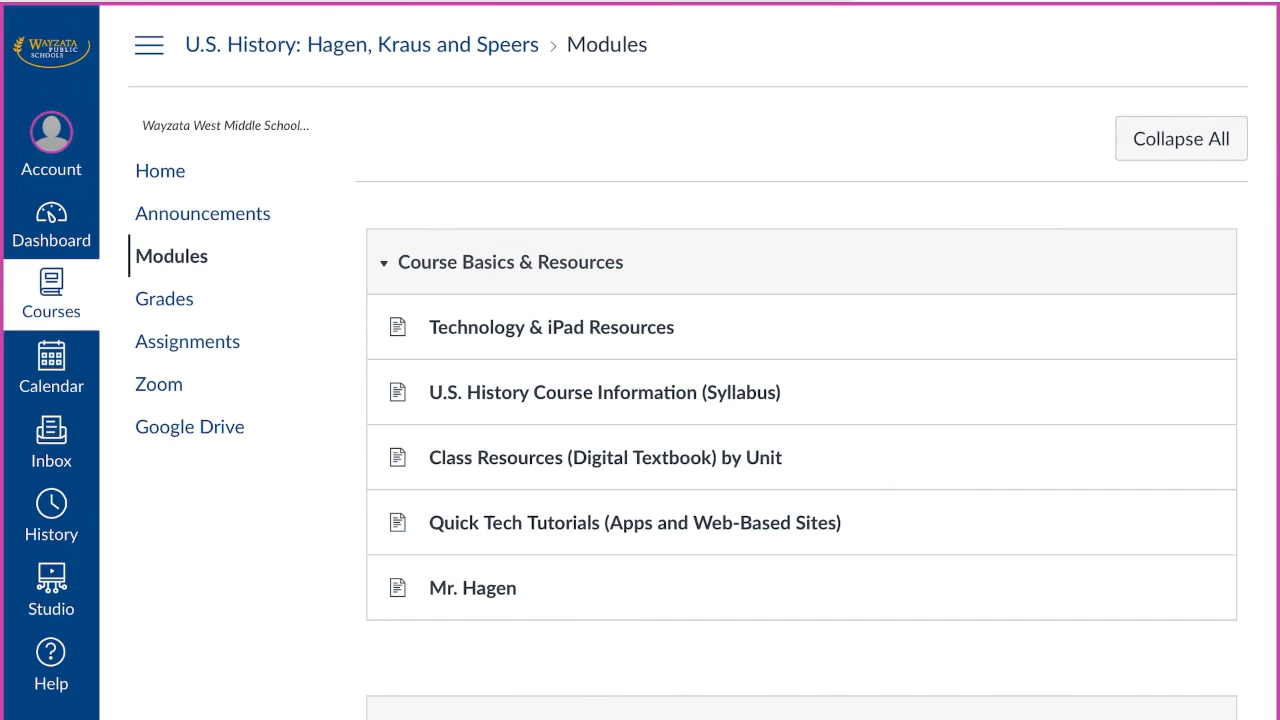 WAYZATA
PUBLIC
SCHOOLS
Account
Dashboard
Courses
Calendar
Inbox
History
Studio
Help
U.S. History: Hagen, Kraus and Speers › Modules
Wayzata West Middle School...
Home
Announcements
Modules
Grades
Assignments
Zoom
Google Drive
Collapse All
Course Basics & Resources
Technology & iPad Resources
U.S. History Course Information (Syllabus)
Class Resources (Digital Textbook) by Unit
Quick Tech Tutorials (Apps and Web-Based Sites)
Mr. Hagen